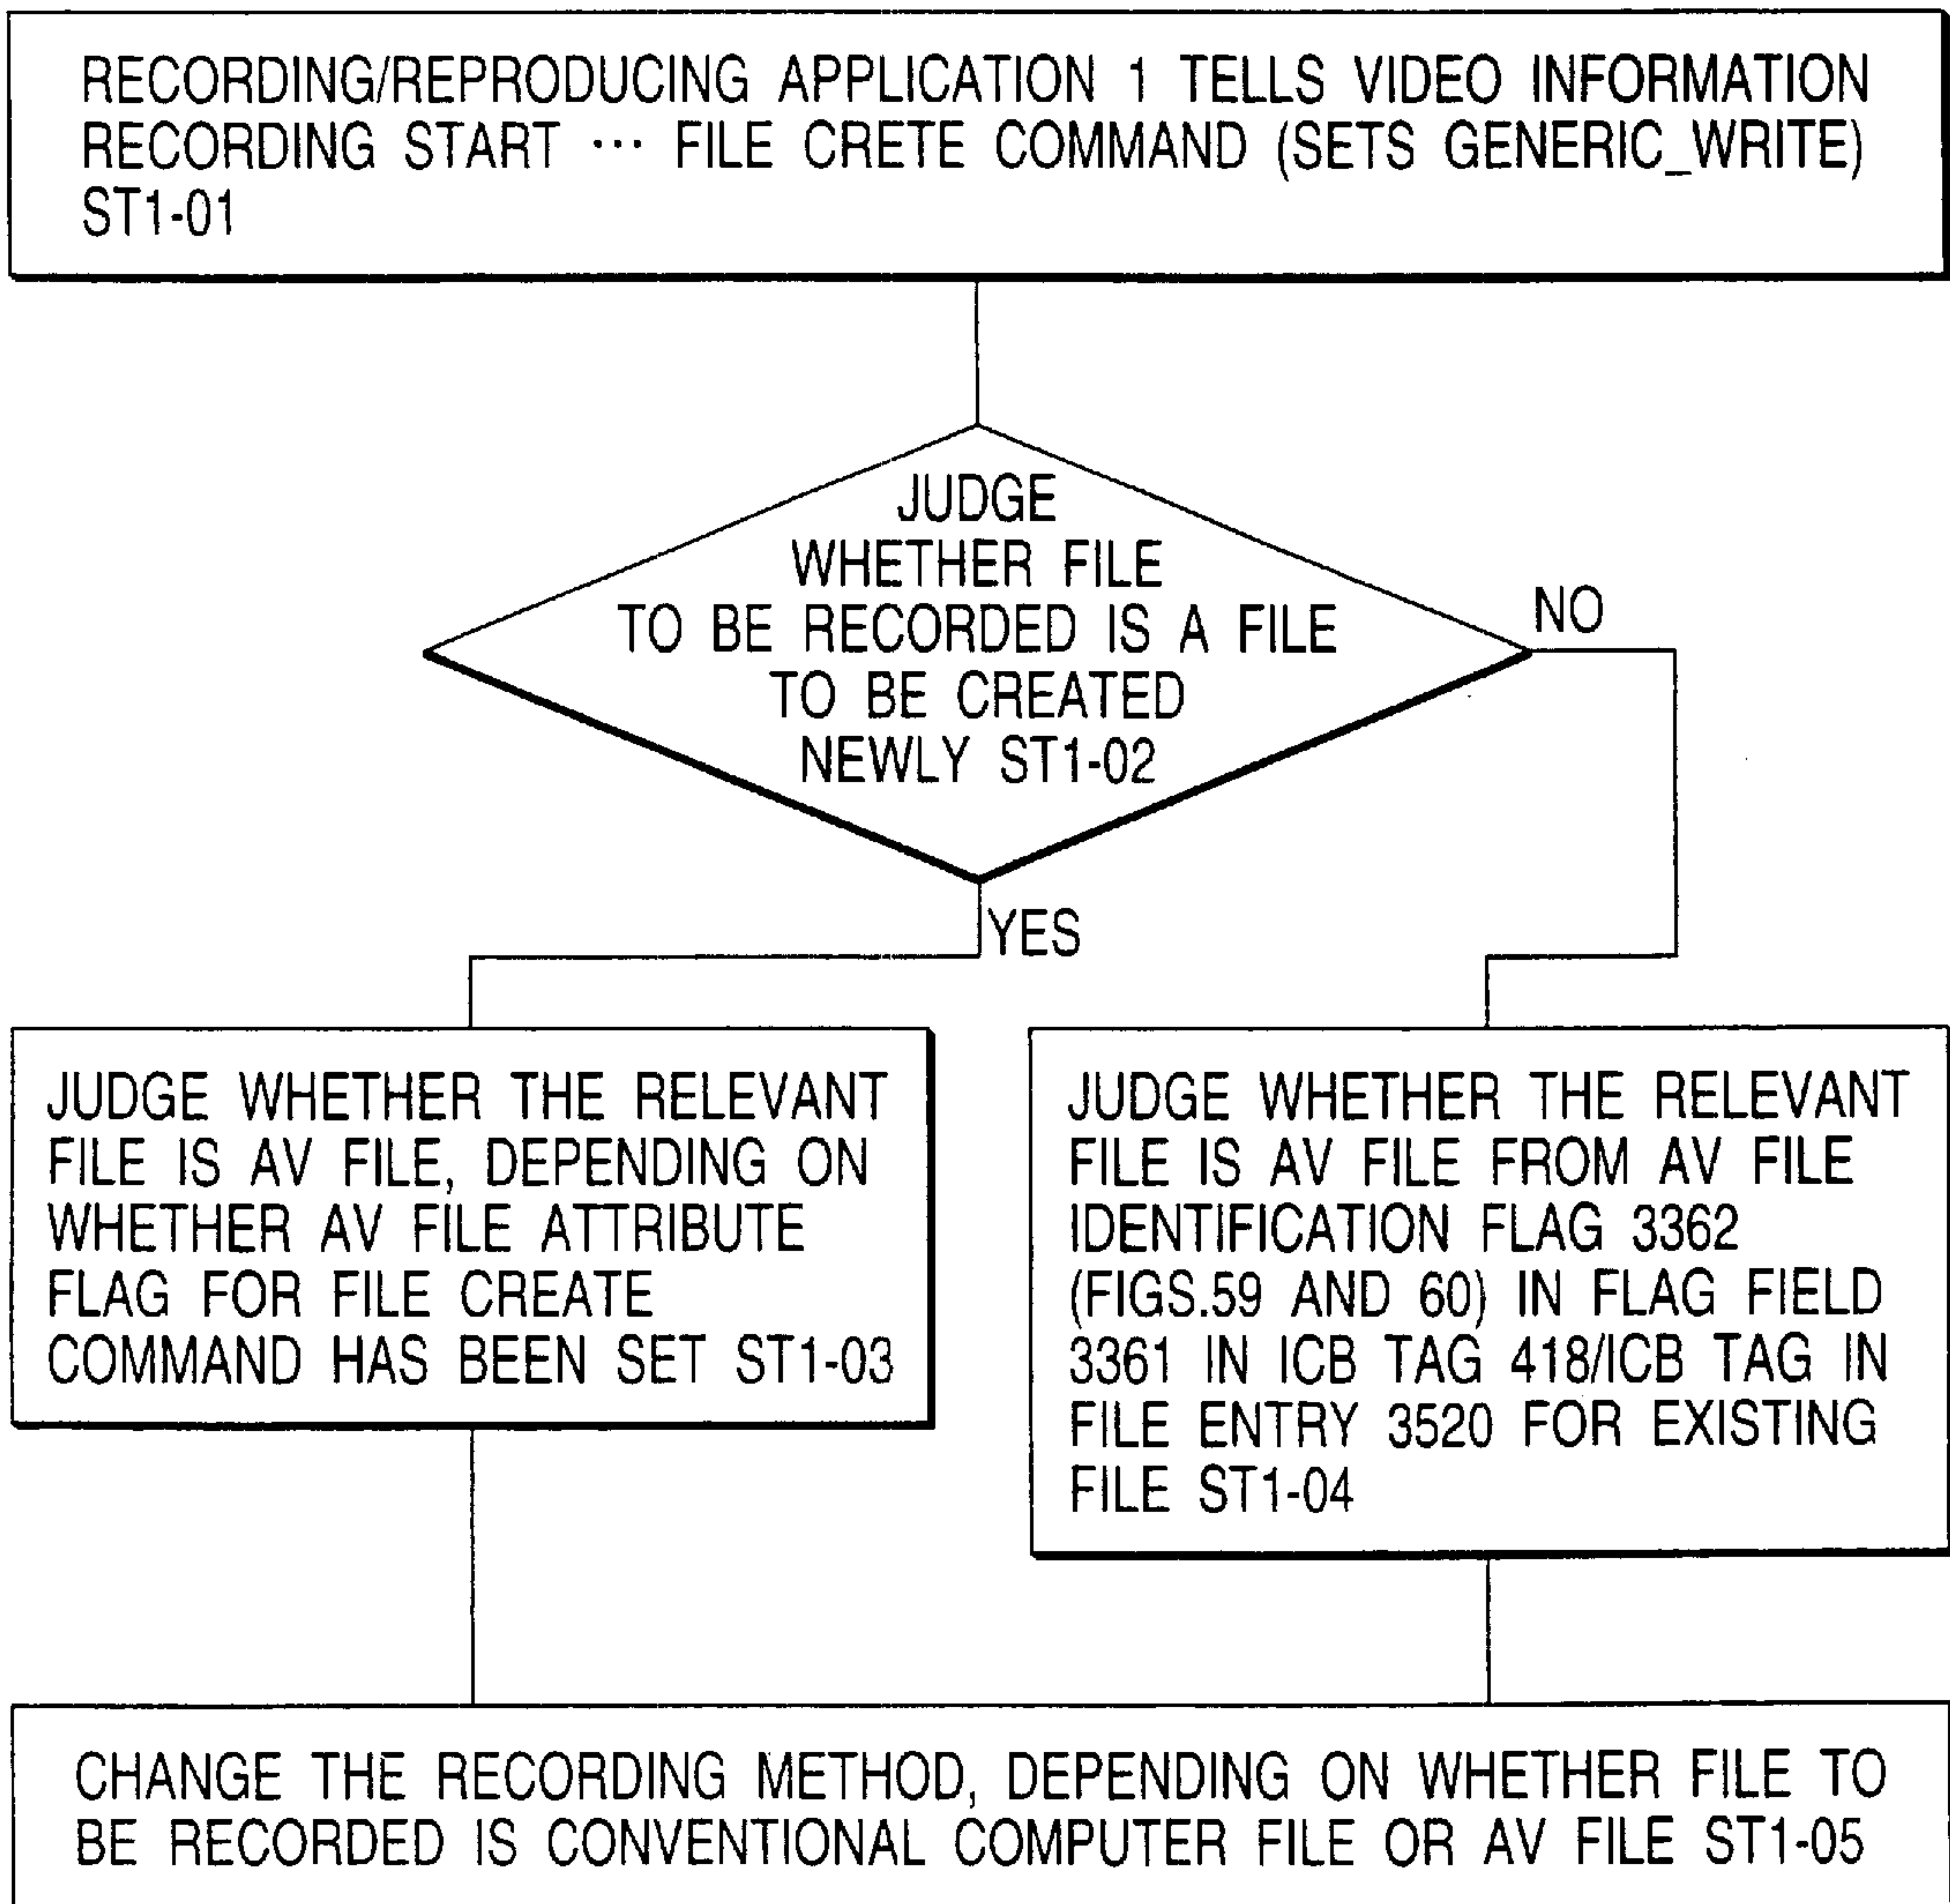 RECORDING/REPRODUCING APPLICATION 1 TELLS VIDEO INFORMATION
RECORDING START ··· FILE CRETE COMMAND (SETS GENERIC_WRITE)
ST1-01
JUDGE
WHETHER FILE
TO BE RECORDED IS A FILE
TO BE CREATED
NEWLY ST1-02
NO
YES
JUDGE WHETHER THE RELEVANT
FILE IS AV FILE, DEPENDING ON
WHETHER AV FILE ATTRIBUTE
FLAG FOR FILE CREATE
COMMAND HAS BEEN SET ST1-03
JUDGE WHETHER THE RELEVANT
FILE IS AV FILE FROM AV FILE
IDENTIFICATION FLAG 3362
(FIGS.59 AND 60) IN FLAG FIELD
3361 IN ICB TAG 418/ICB TAG IN
FILE ENTRY 3520 FOR EXISTING
FILE ST1-04
CHANGE THE RECORDING METHOD, DEPENDING ON WHETHER FILE TO
BE RECORDED IS CONVENTIONAL COMPUTER FILE OR AV FILE ST1-05